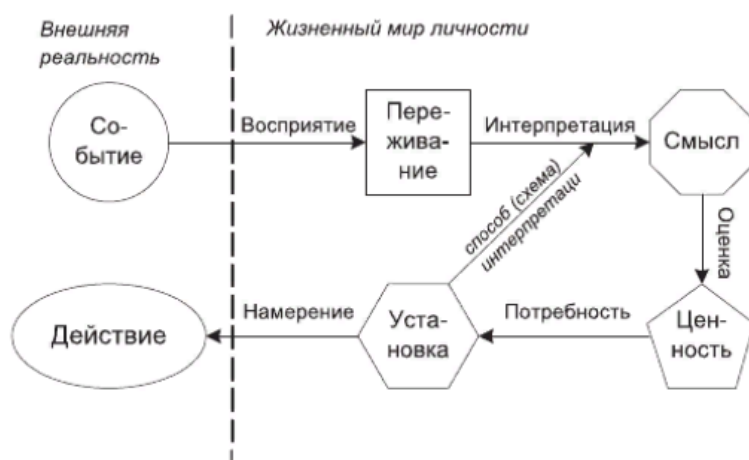 Внешняя
реальность
Жизненный мир личности
Со-
бытие
Восприятие
Пере-
жива-
ние
Интерпретация
Смысл
способ (схема)
интерпретаци
Оценка
Действие
Намерение
Уста-
новка
Потребность
Цен-
ность